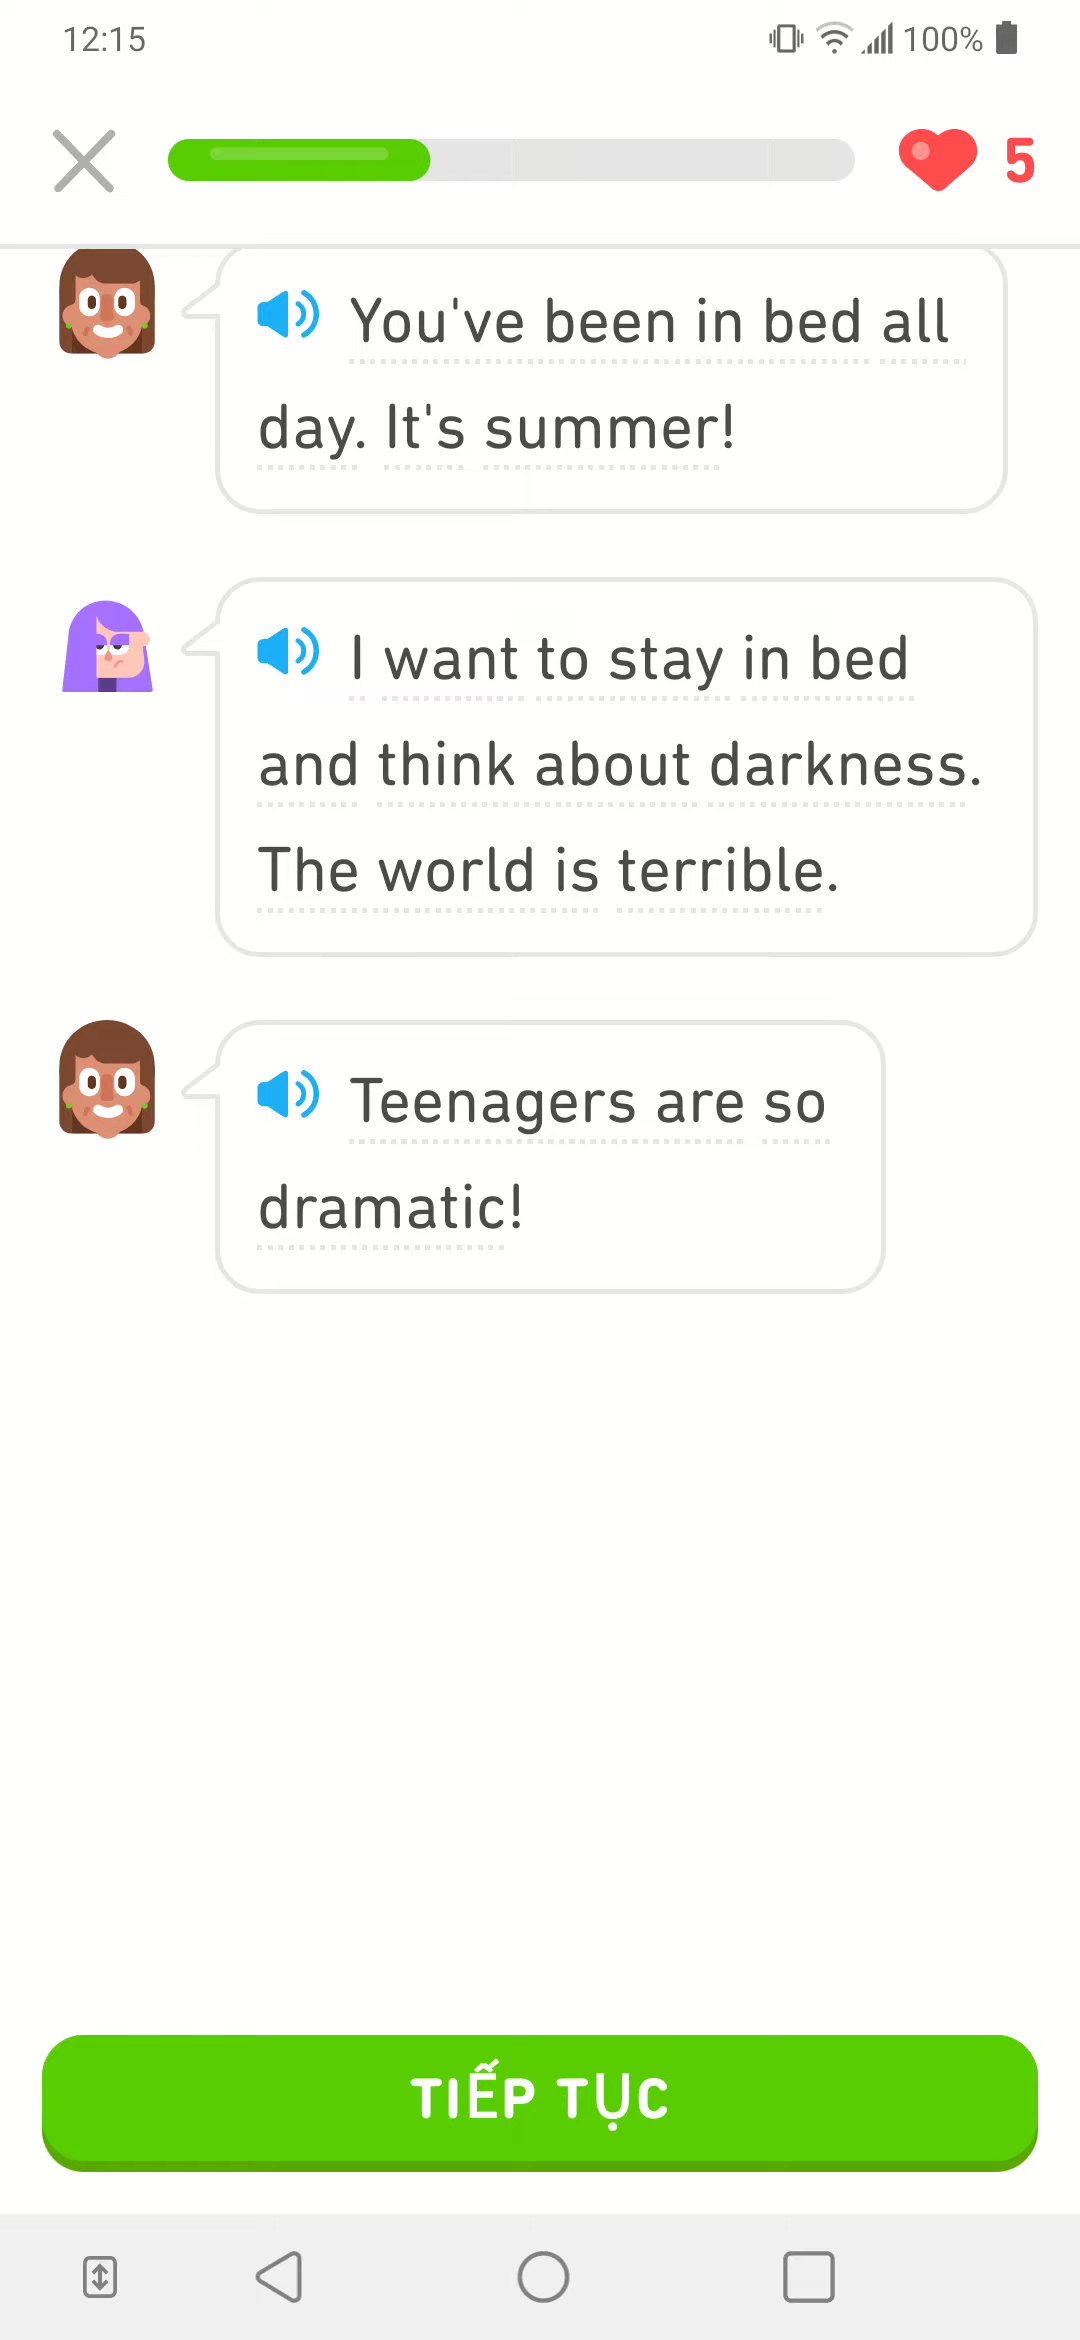 12:15
100%
5
You've been in bed all
day. It's summer!
I want to stay in bed
and think about darkness.
The world is terrible.
Teenagers are so
dramatic!
TIẾP TỤC